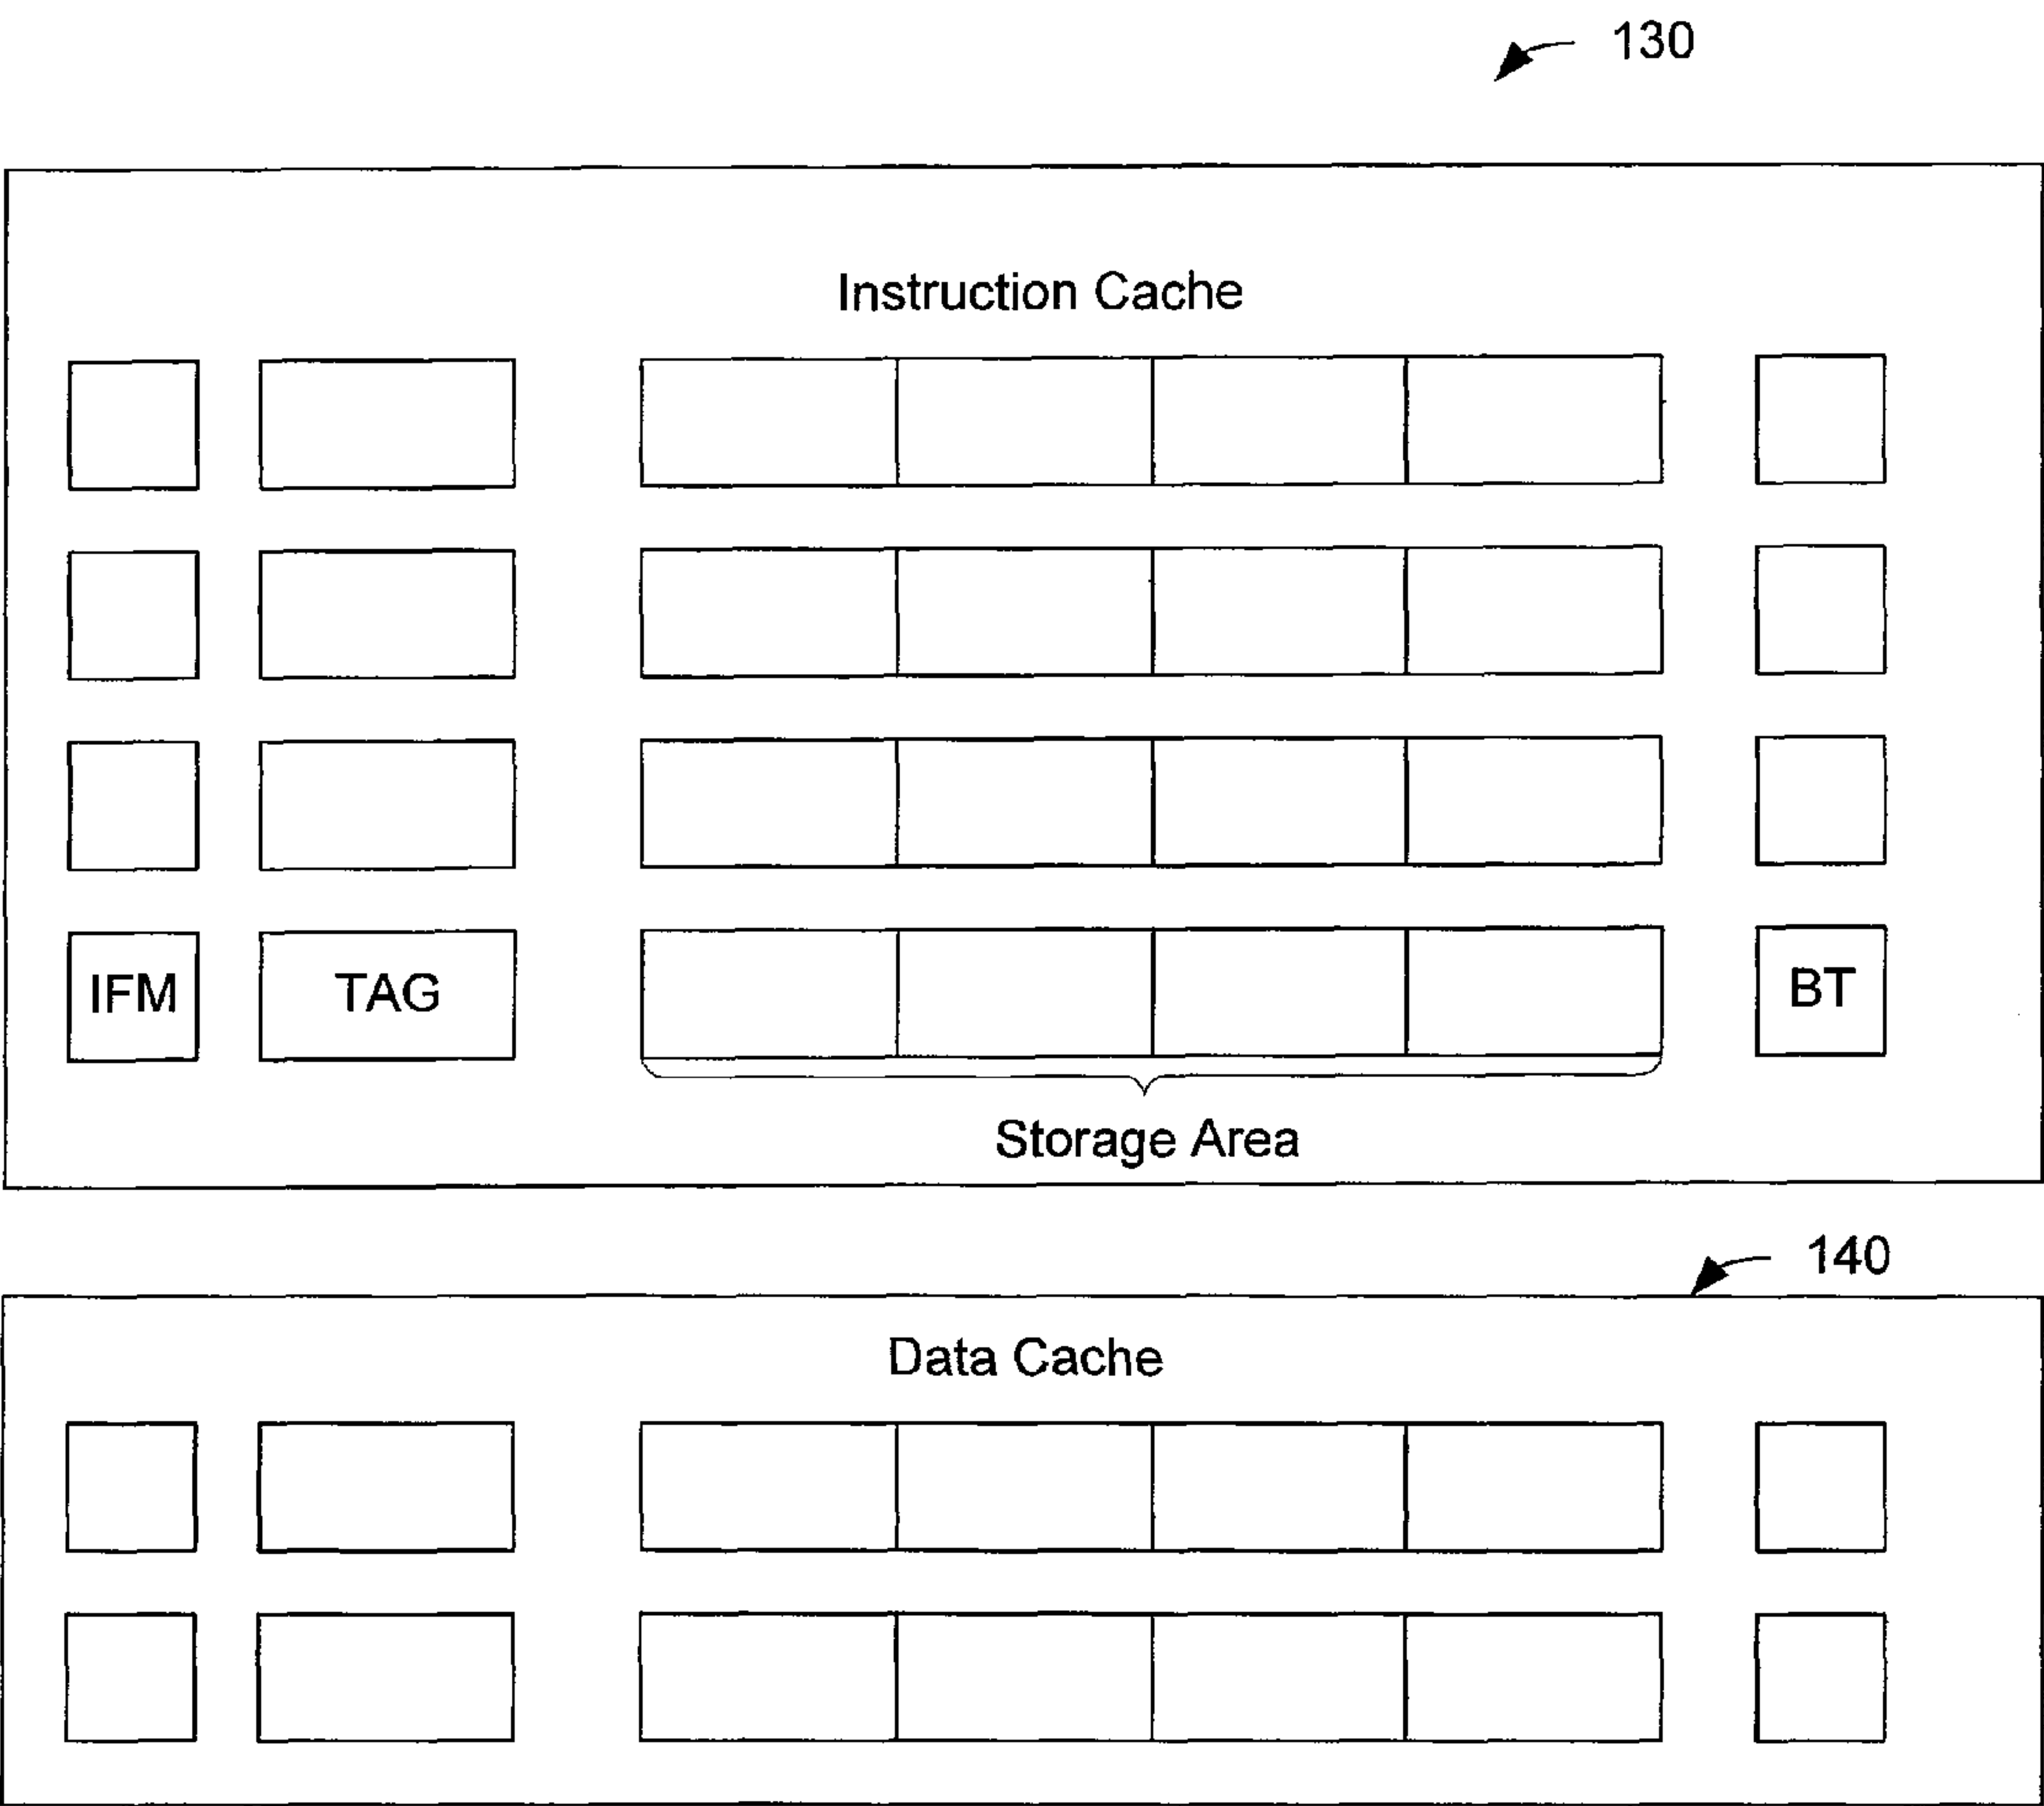 130
Instruction Cache
IFM
TAG
BT
Storage Area
140
Data Cache